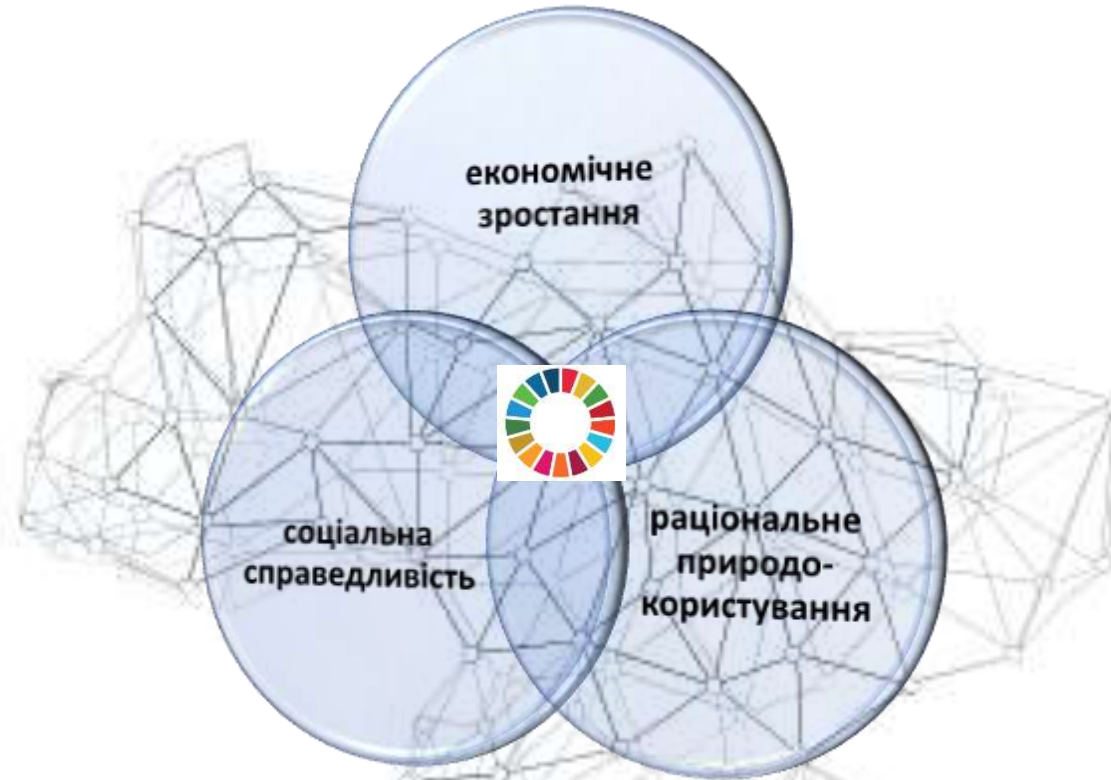 економічне
зростання
соціальна
справедливість
раціональне
природо-
користування